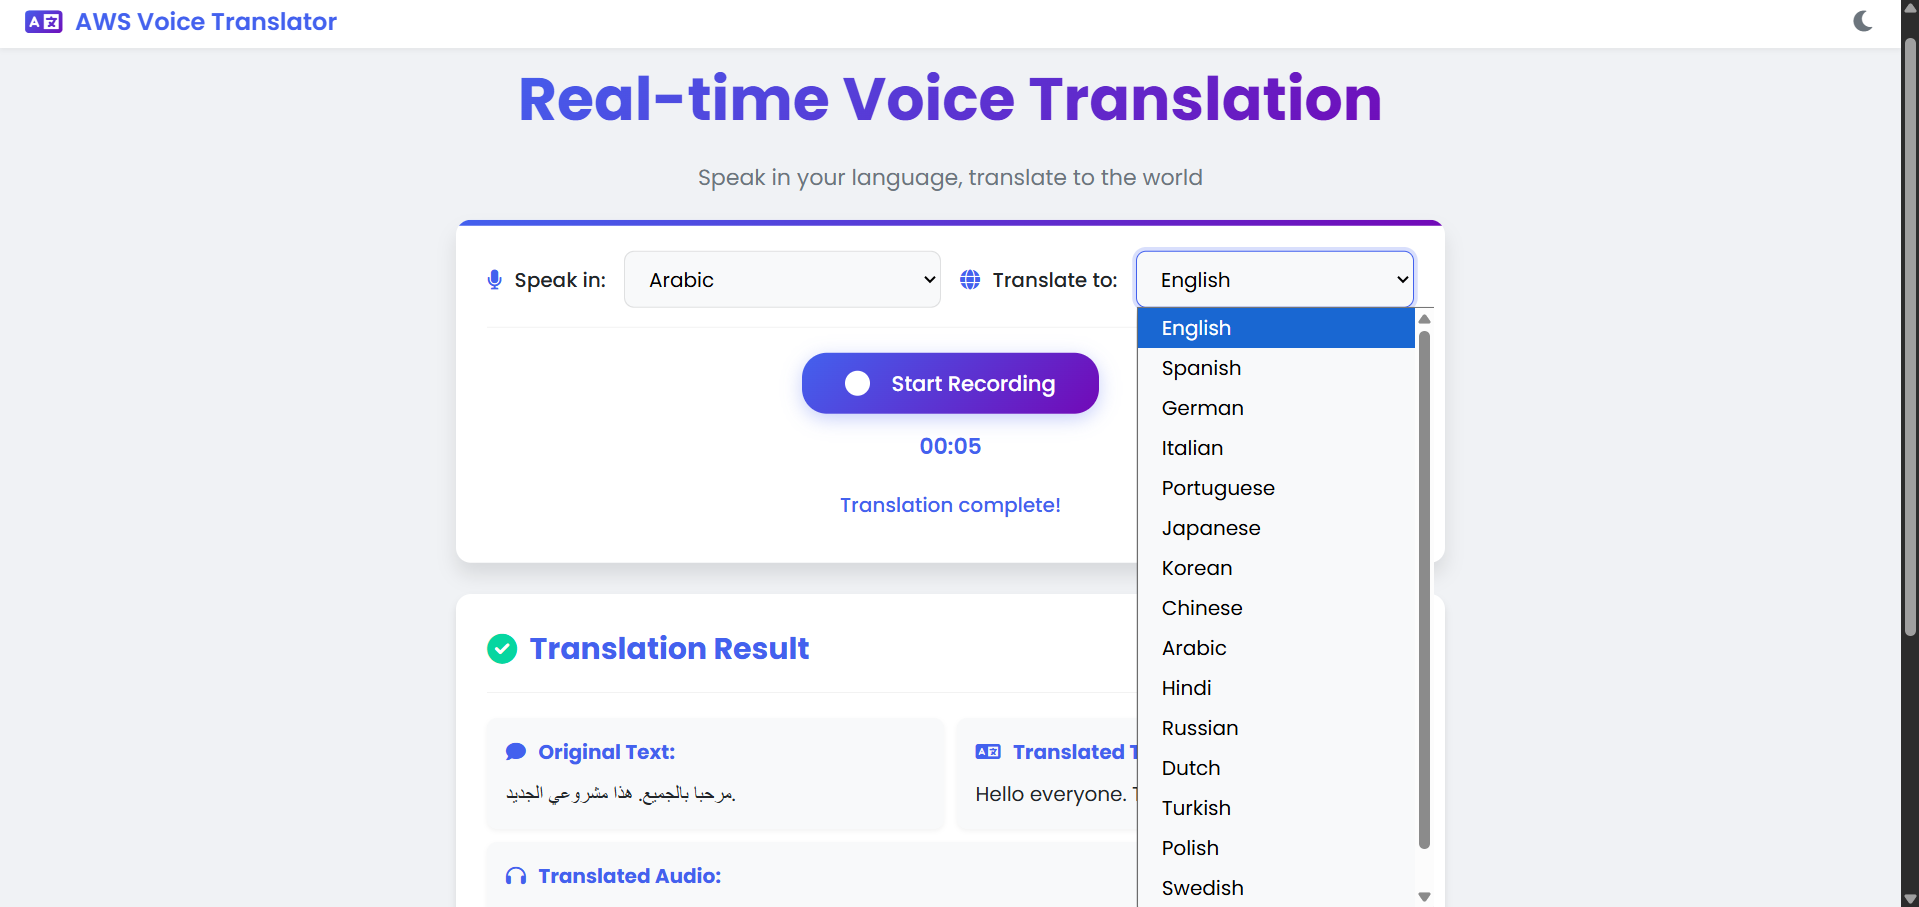 AWS Voice Translator
Real-time Voice Translation
Speak in your language, translate to the world
Speak in:
Arabic
Translate to:
English
English
Spanish
German
Italian
Portuguese
Japanese
Korean
Chinese
Arabic
Hindi
Russian
Dutch
Turkish
Polish
Swedish
Start Recording
00:05
Translation complete!
Translation Result
Original Text:
مرحبا بالجميع. هذا مشروعي الجديد.
Translated
Hello everyone.
Translated Audio: